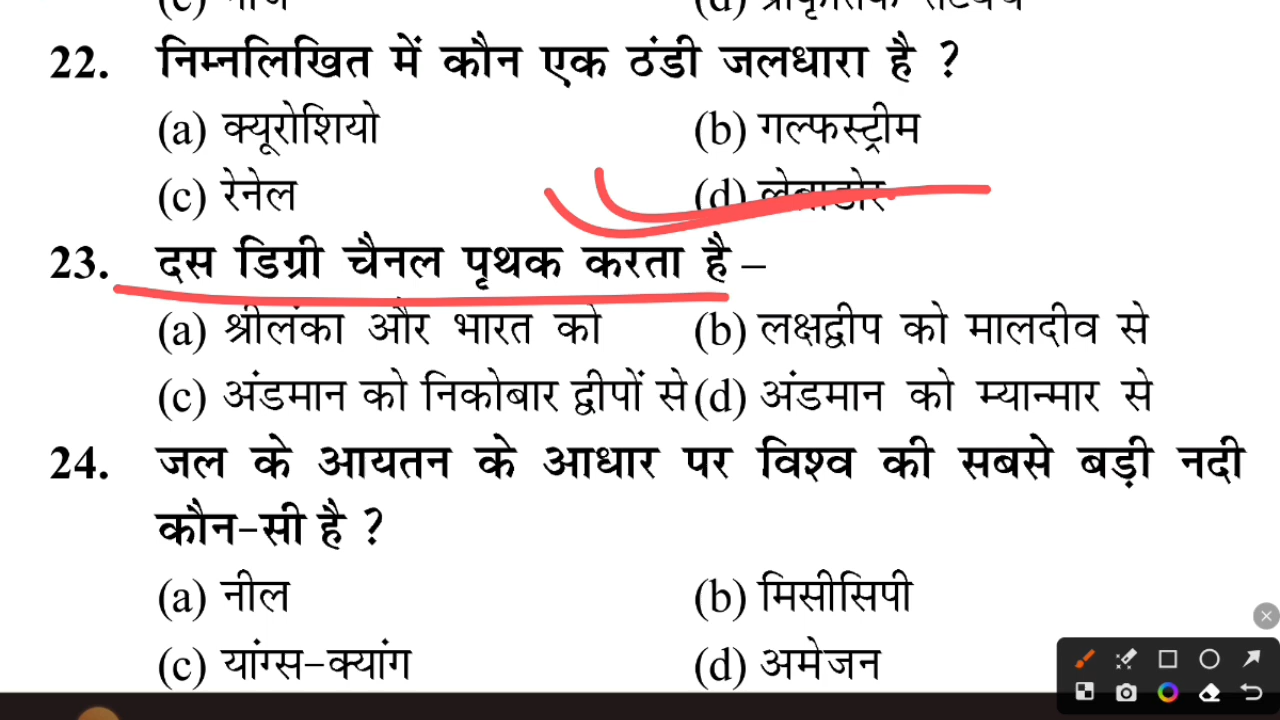 22. निम्नलिखित में कौन एक ठंडी जलधारा है ?
(a) क्यूरोशियो (b) गल्फस्ट्रीम
(c) रेनेल (d) लेब्राडोर
23. दस डिग्री चैनल पृथक करता है –
(a) श्रीलंका और भारत को (b) लक्षद्वीप को मालदीव से
(c) अंडमान को निकोबार द्वीपों से (d) अंडमान को म्यान्मार से
24. जल के आयतन के आधार पर विश्व की सबसे बड़ी नदी
कौन-सी है ?
(a) नील (b) मिसीसिपी
(c) यांग्स-क्यांग (d) अमेजन